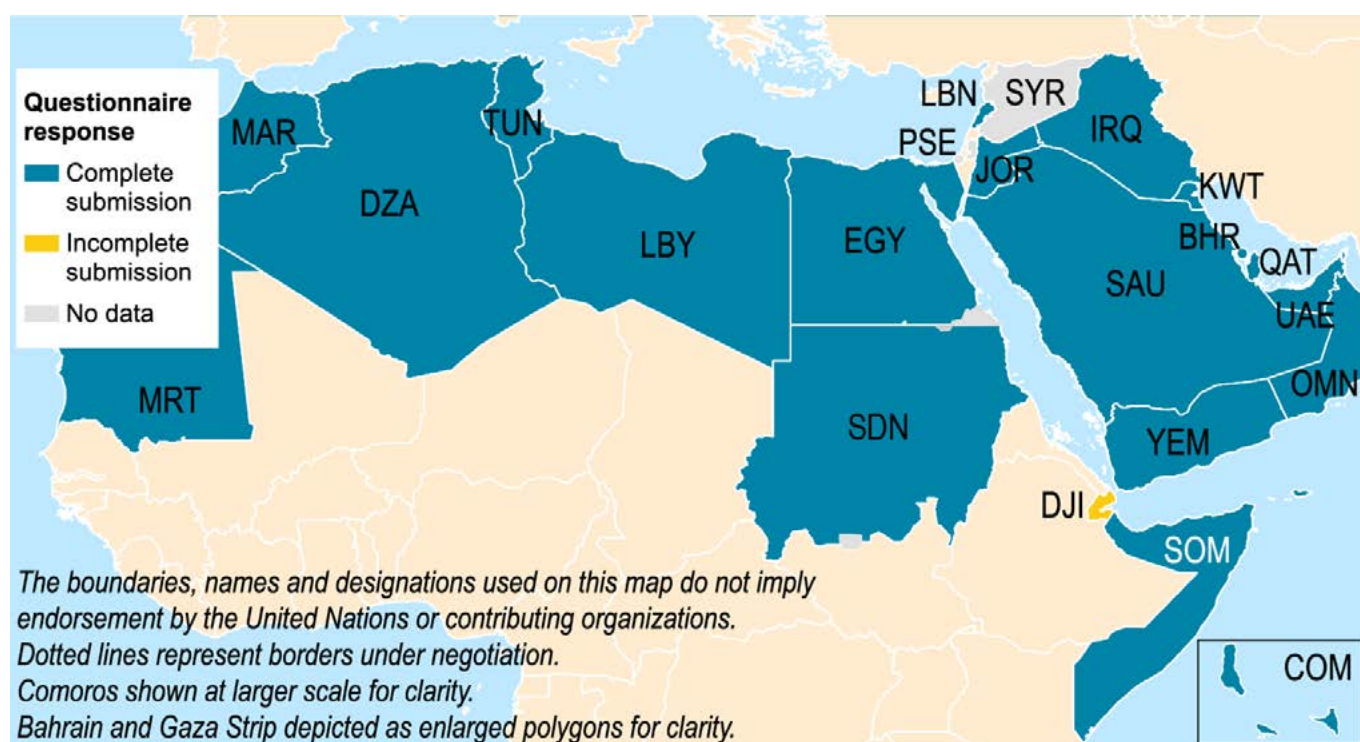 Questionnaire
response
Complete
submission
Incomplete
submission
No data
MAR
DZA
TUN
LBY
EGY
LBN
SYR
PSE
JOR
IRQ
KWT
BHR
QAT
SAU
UAE
OMN
YEM
MRT
SDN
DJI
SOM
COM
The boundaries, names and designations used on this map do not imply
endorsement by the United Nations or contributing organizations.
Dotted lines represent borders under negotiation.
Comoros shown at larger scale for clarity.
Bahrain and Gaza Strip depicted as enlarged polygons for clarity.